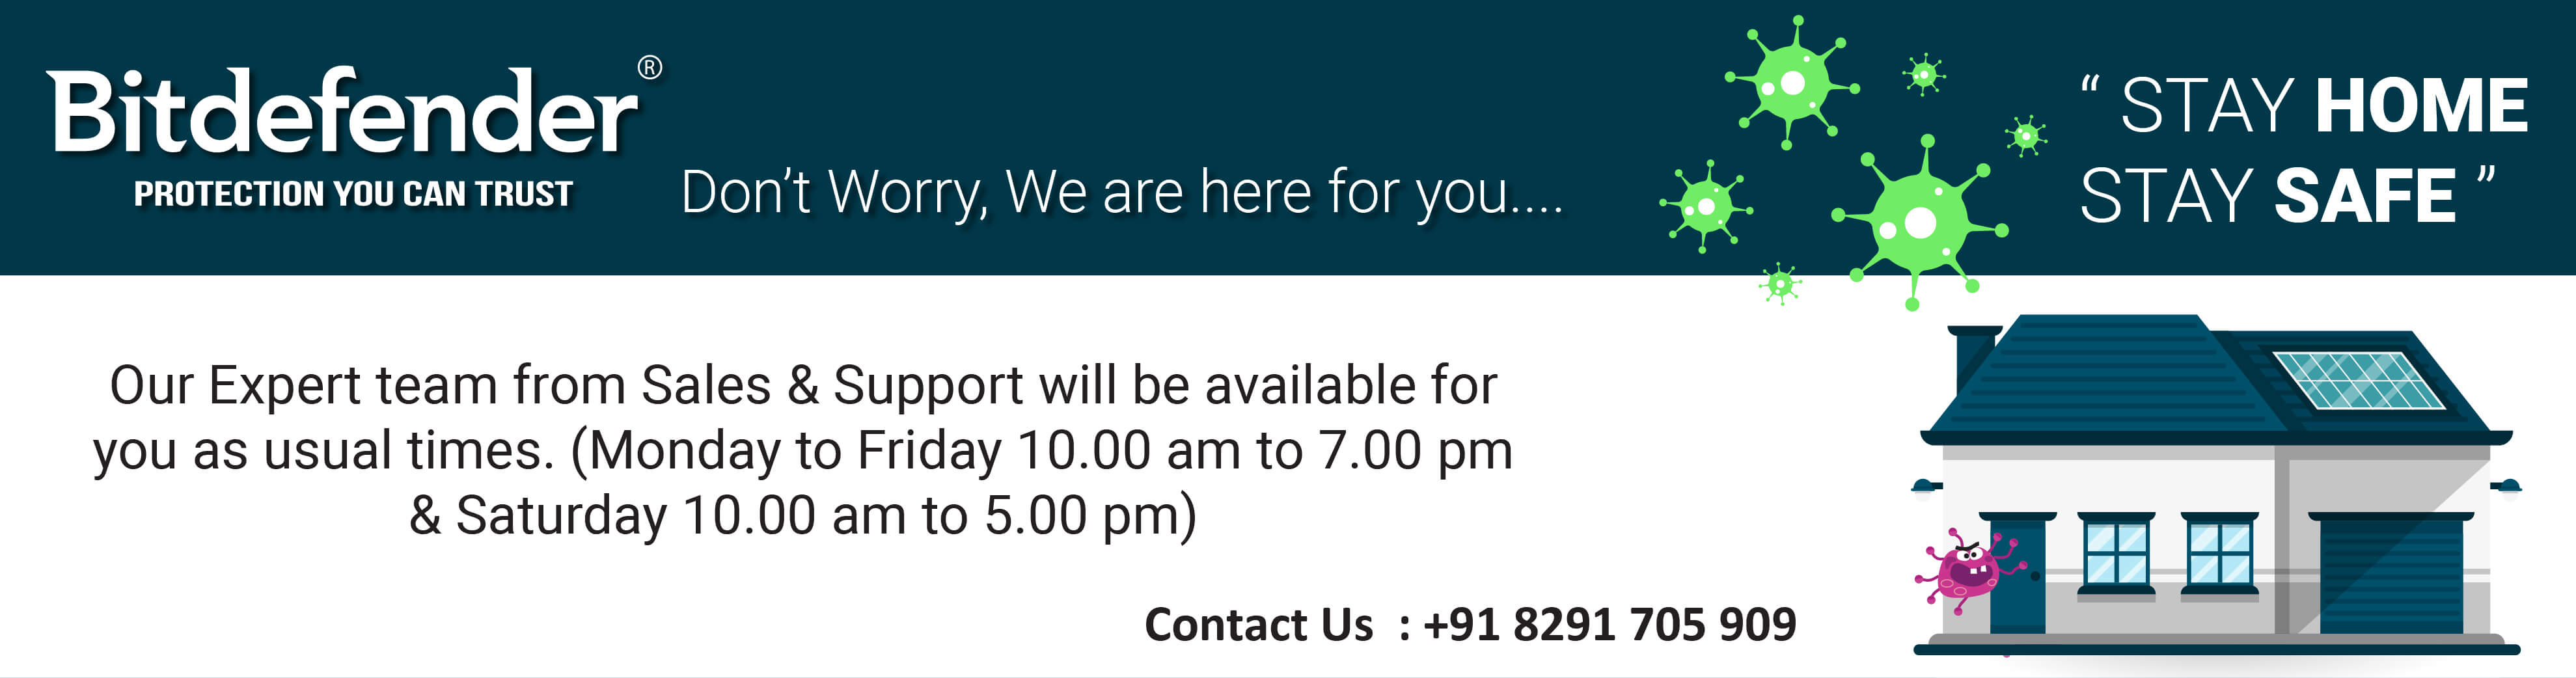 Bitdefender®
PROTECTION YOU CAN TRUST
Don't Worry, We are here for you....
“ STAY HOME
STAY SAFE ”
Our Expert team from Sales & Support will be available for
you as usual times. (Monday to Friday 10.00 am to 7.00 pm
& Saturday 10.00 am to 5.00 pm)
Contact Us : +91 8291 705 909